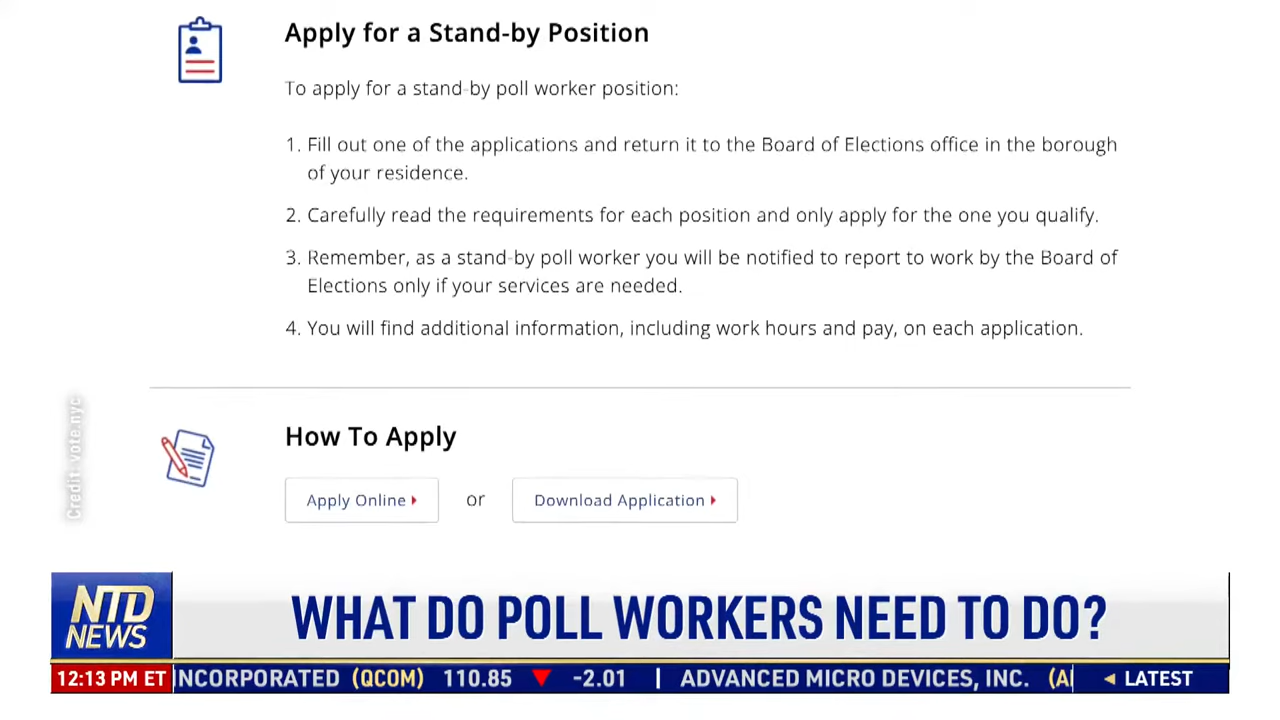 Apply for a Stand-by Position
To apply for a stand-by poll worker position:
1. Fill out one of the applications and return it to the Board of Elections office in the borough
of your residence.
2. Carefully read the requirements for each position and only apply for the one you qualify.
3. Remember, as a stand-by poll worker you will be notified to report to work by the Board of
Elections only if your services are needed.
4. You will find additional information, including work hours and pay, on each application.
Credit: vote.nyc
How To Apply
Apply Online or Download Application
NTD
NEWS
WHAT DO POLL WORKERS NEED TO DO?
12:13 PM ET INCORPORATED (QCOM) 110.85 -2.01 | ADVANCED MICRO DEVICES, INC. (A LATEST